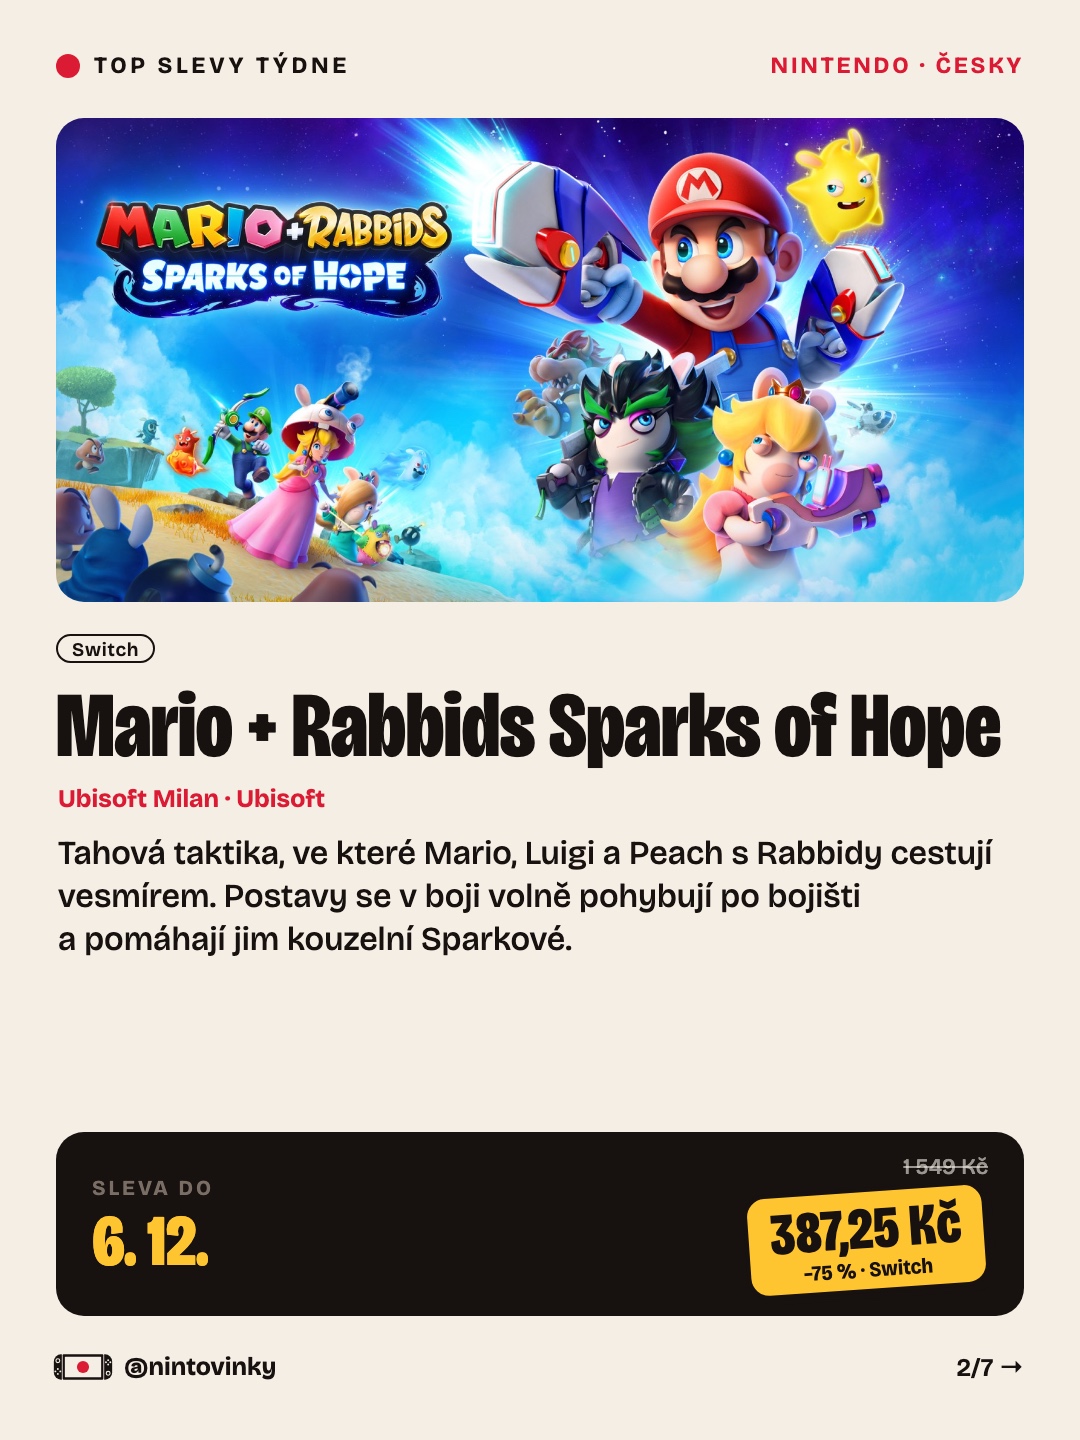 TOP SLEVY TÝDNE
NINTENDO · ČESKY
MARIO + RABBIDS
SPARKS OF HOPE
M
Switch
Mario + Rabbids Sparks of Hope
Ubisoft Milan · Ubisoft
Tahová taktika, ve které Mario, Luigi a Peach s Rabbidy cestují
vesmírem. Postavy se v boji volně pohybují po bojišti
a pomáhají jim kouzelní Sparkové.
SLEVA DO
6. 12.
1 549 Kč
387,25 Kč
-75 % · Switch
@nintovinky
2/7 →